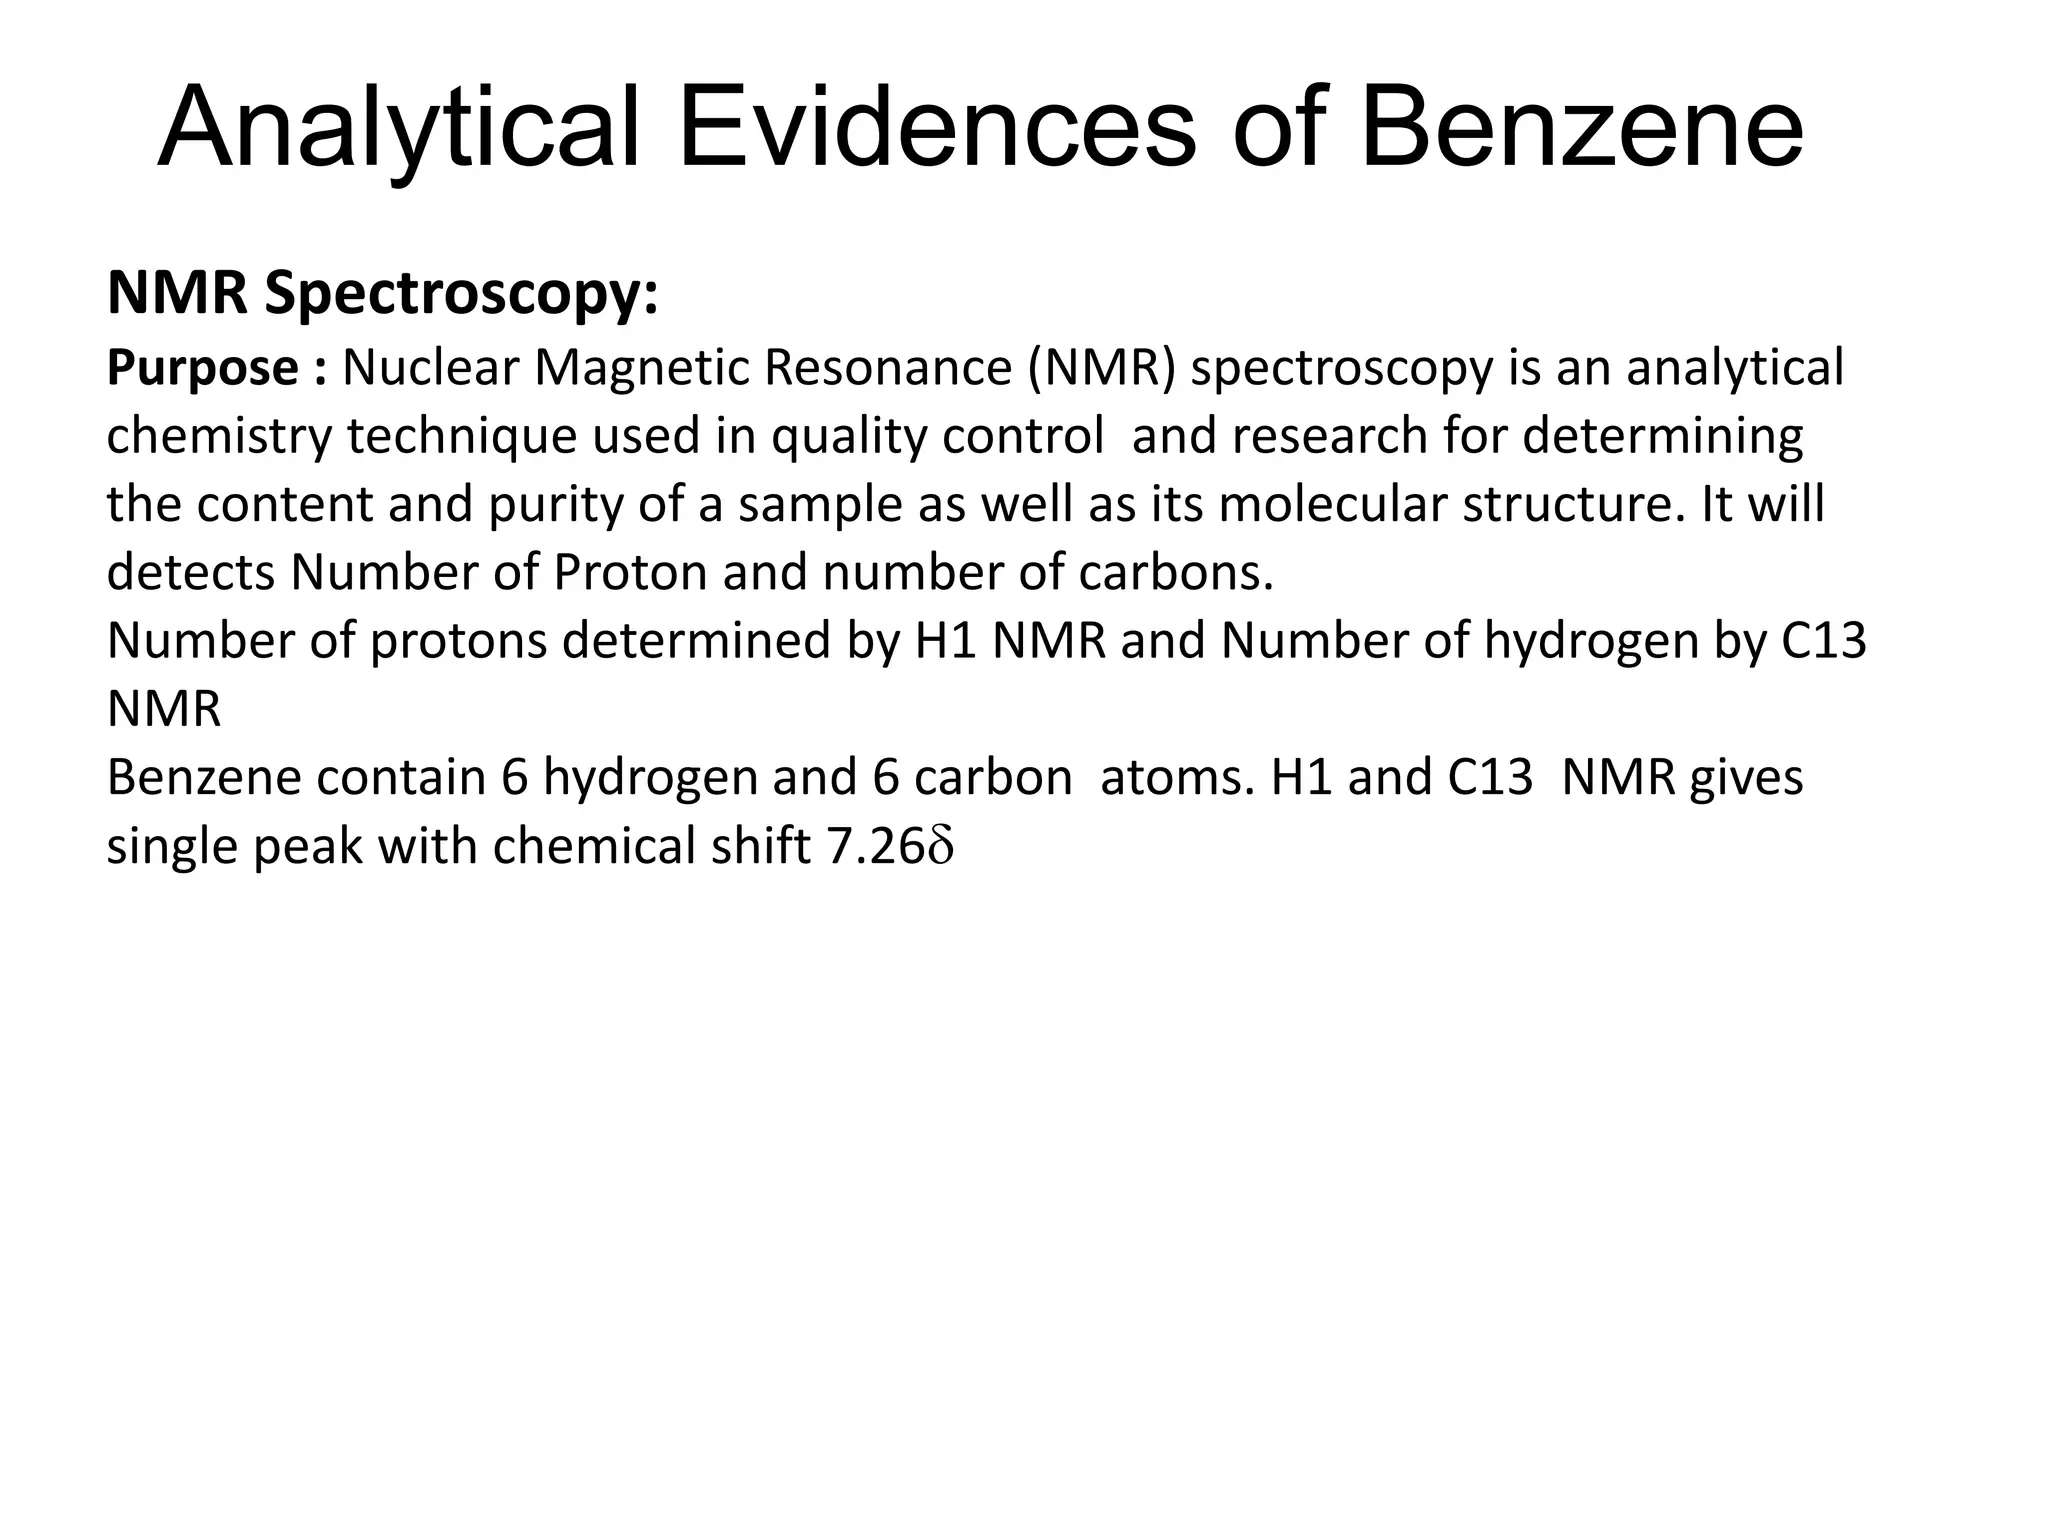 Analytical Evidences of Benzene
NMR Spectroscopy:
Purpose : Nuclear Magnetic Resonance (NMR) spectroscopy is an analytical
chemistry technique used in quality control  and research for determining
the content and purity of a sample as well as its molecular structure. It will
detects Number of Proton and number of carbons.
Number of protons determined by H1 NMR and Number of hydrogen by C13
NMR
Benzene contain 6 hydrogen and 6 carbon  atoms. H1 and C13  NMR gives
single peak with chemical shift 7.26δ